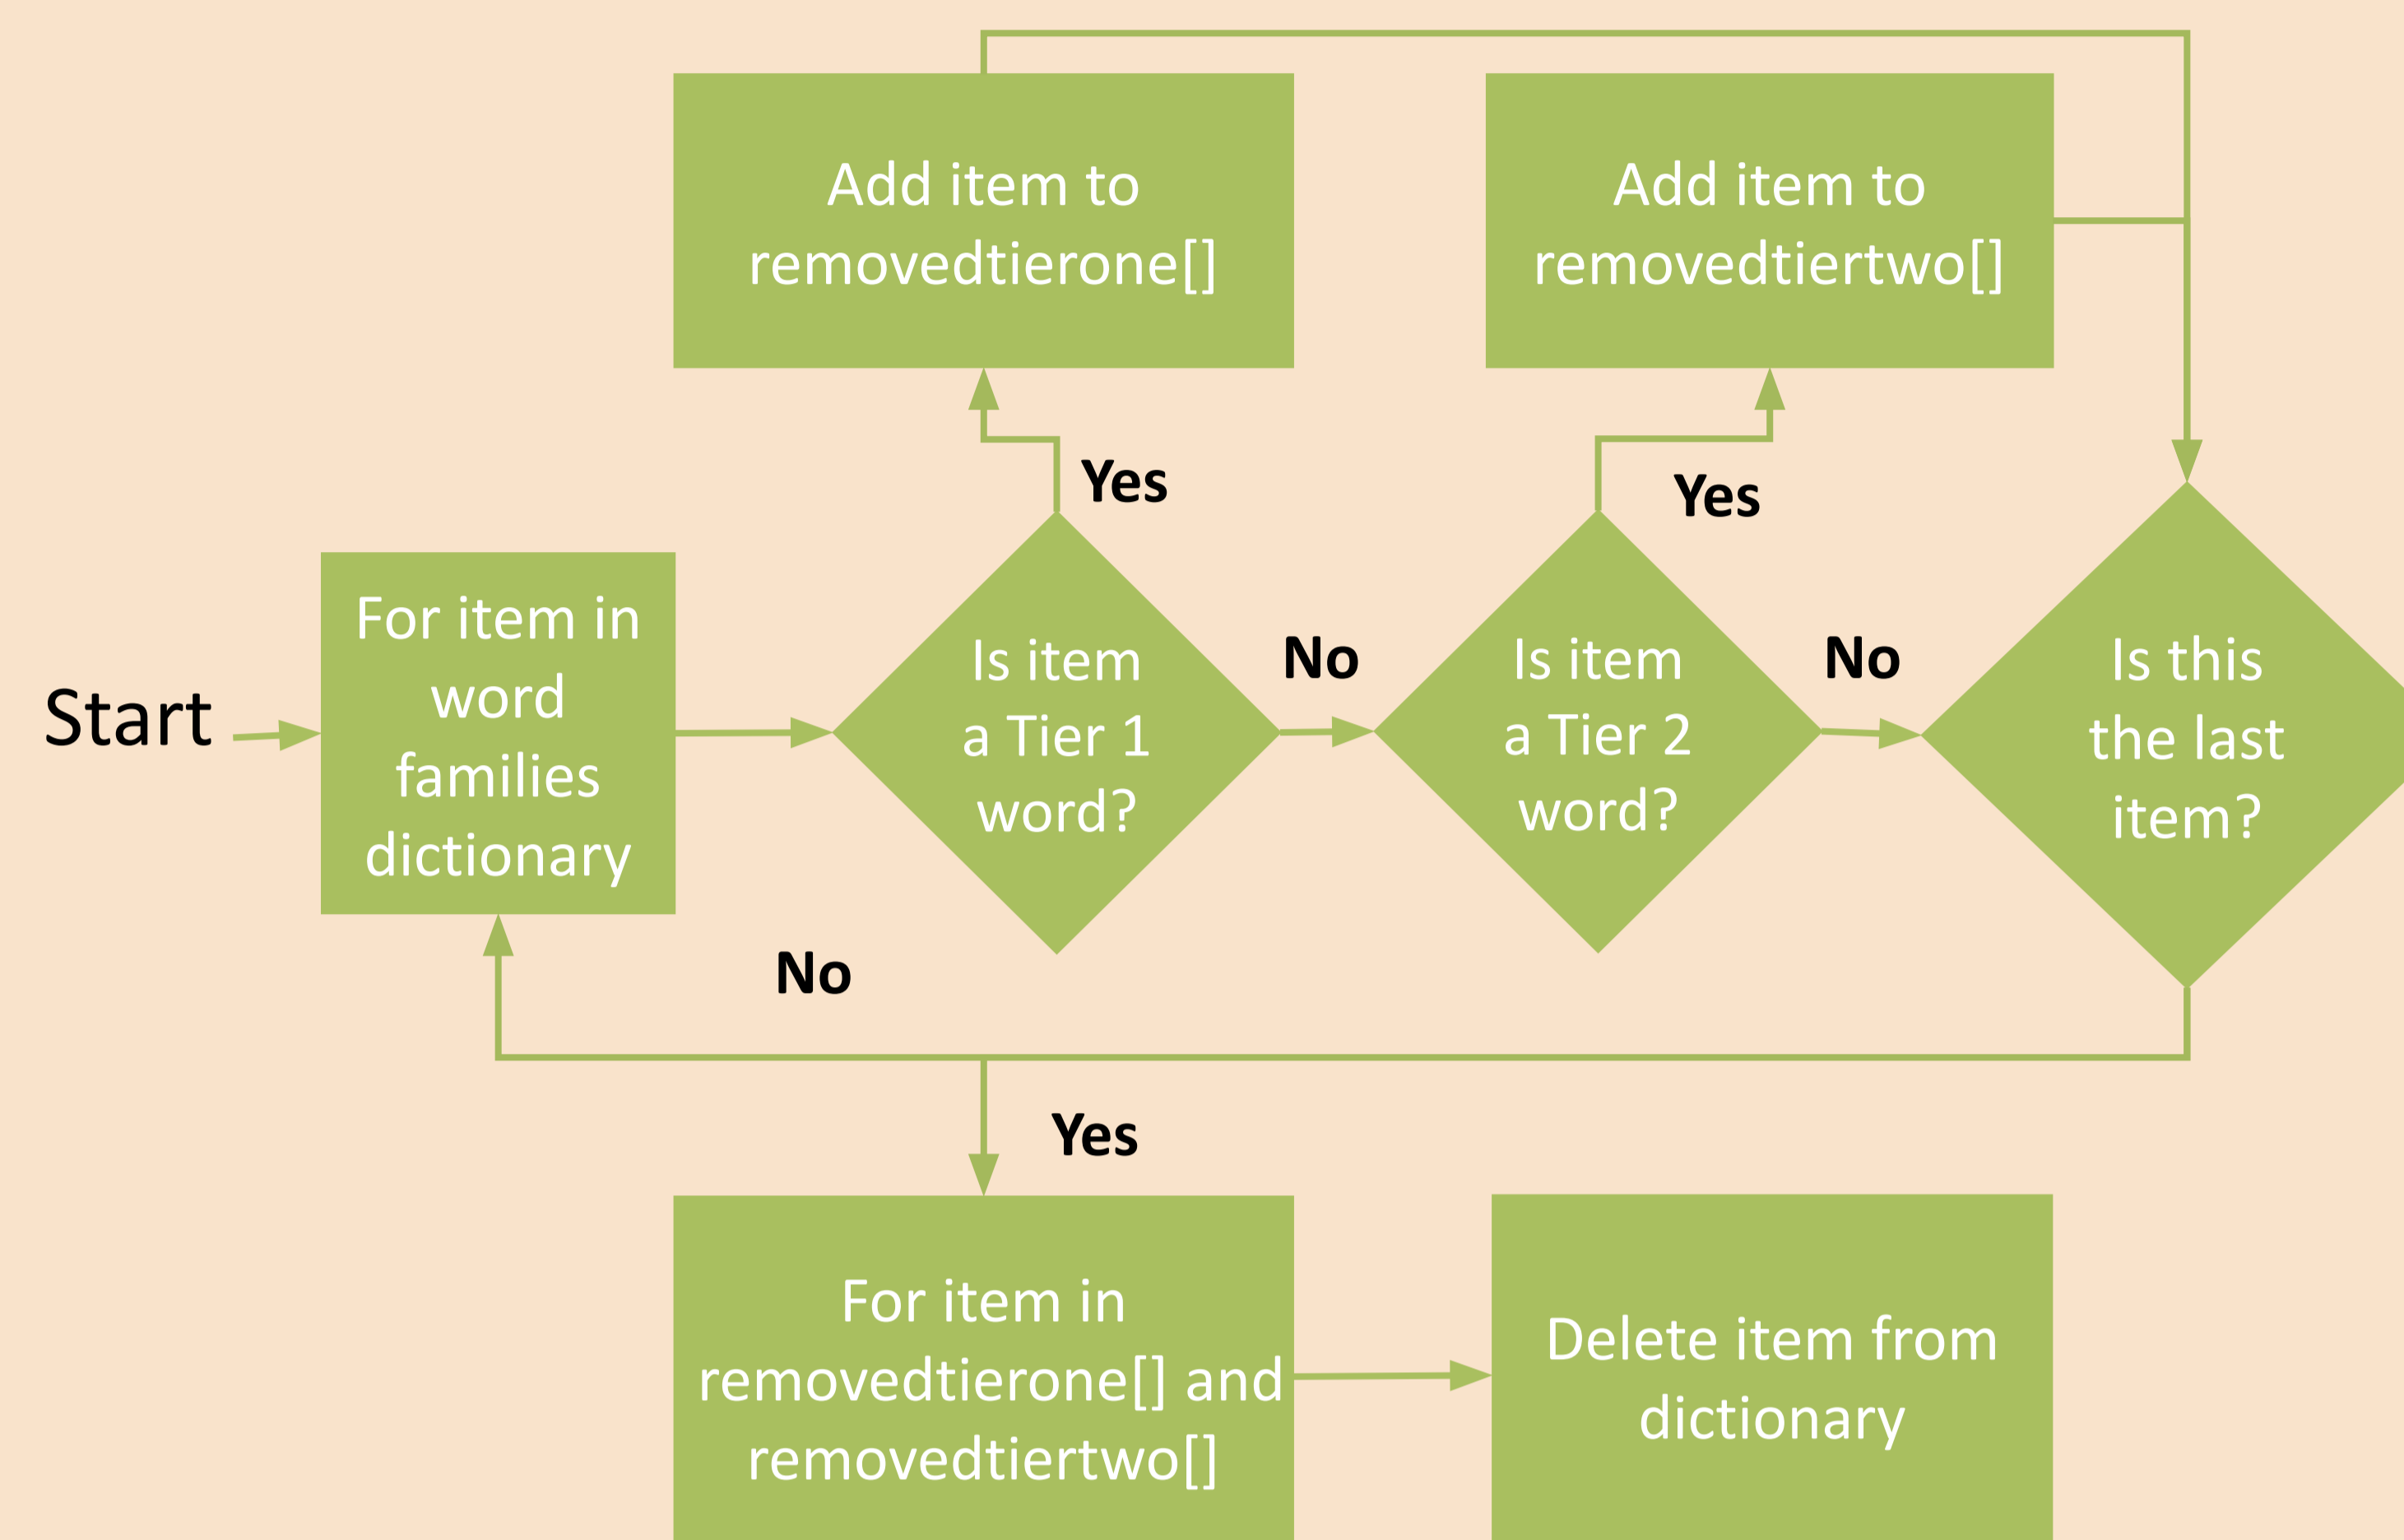 Add item to
removedtierone[]
Add item to
removedtiertwo[]
Yes
Yes
Start
For item in
word
families
dictionary
Is item
a Tier 1
word?
No
Is item
a Tier 2
word?
No
Is this
the last
item?
No
Yes
For item in
removedtierone[] and
removedtiertwo[]
Delete item from
dictionary